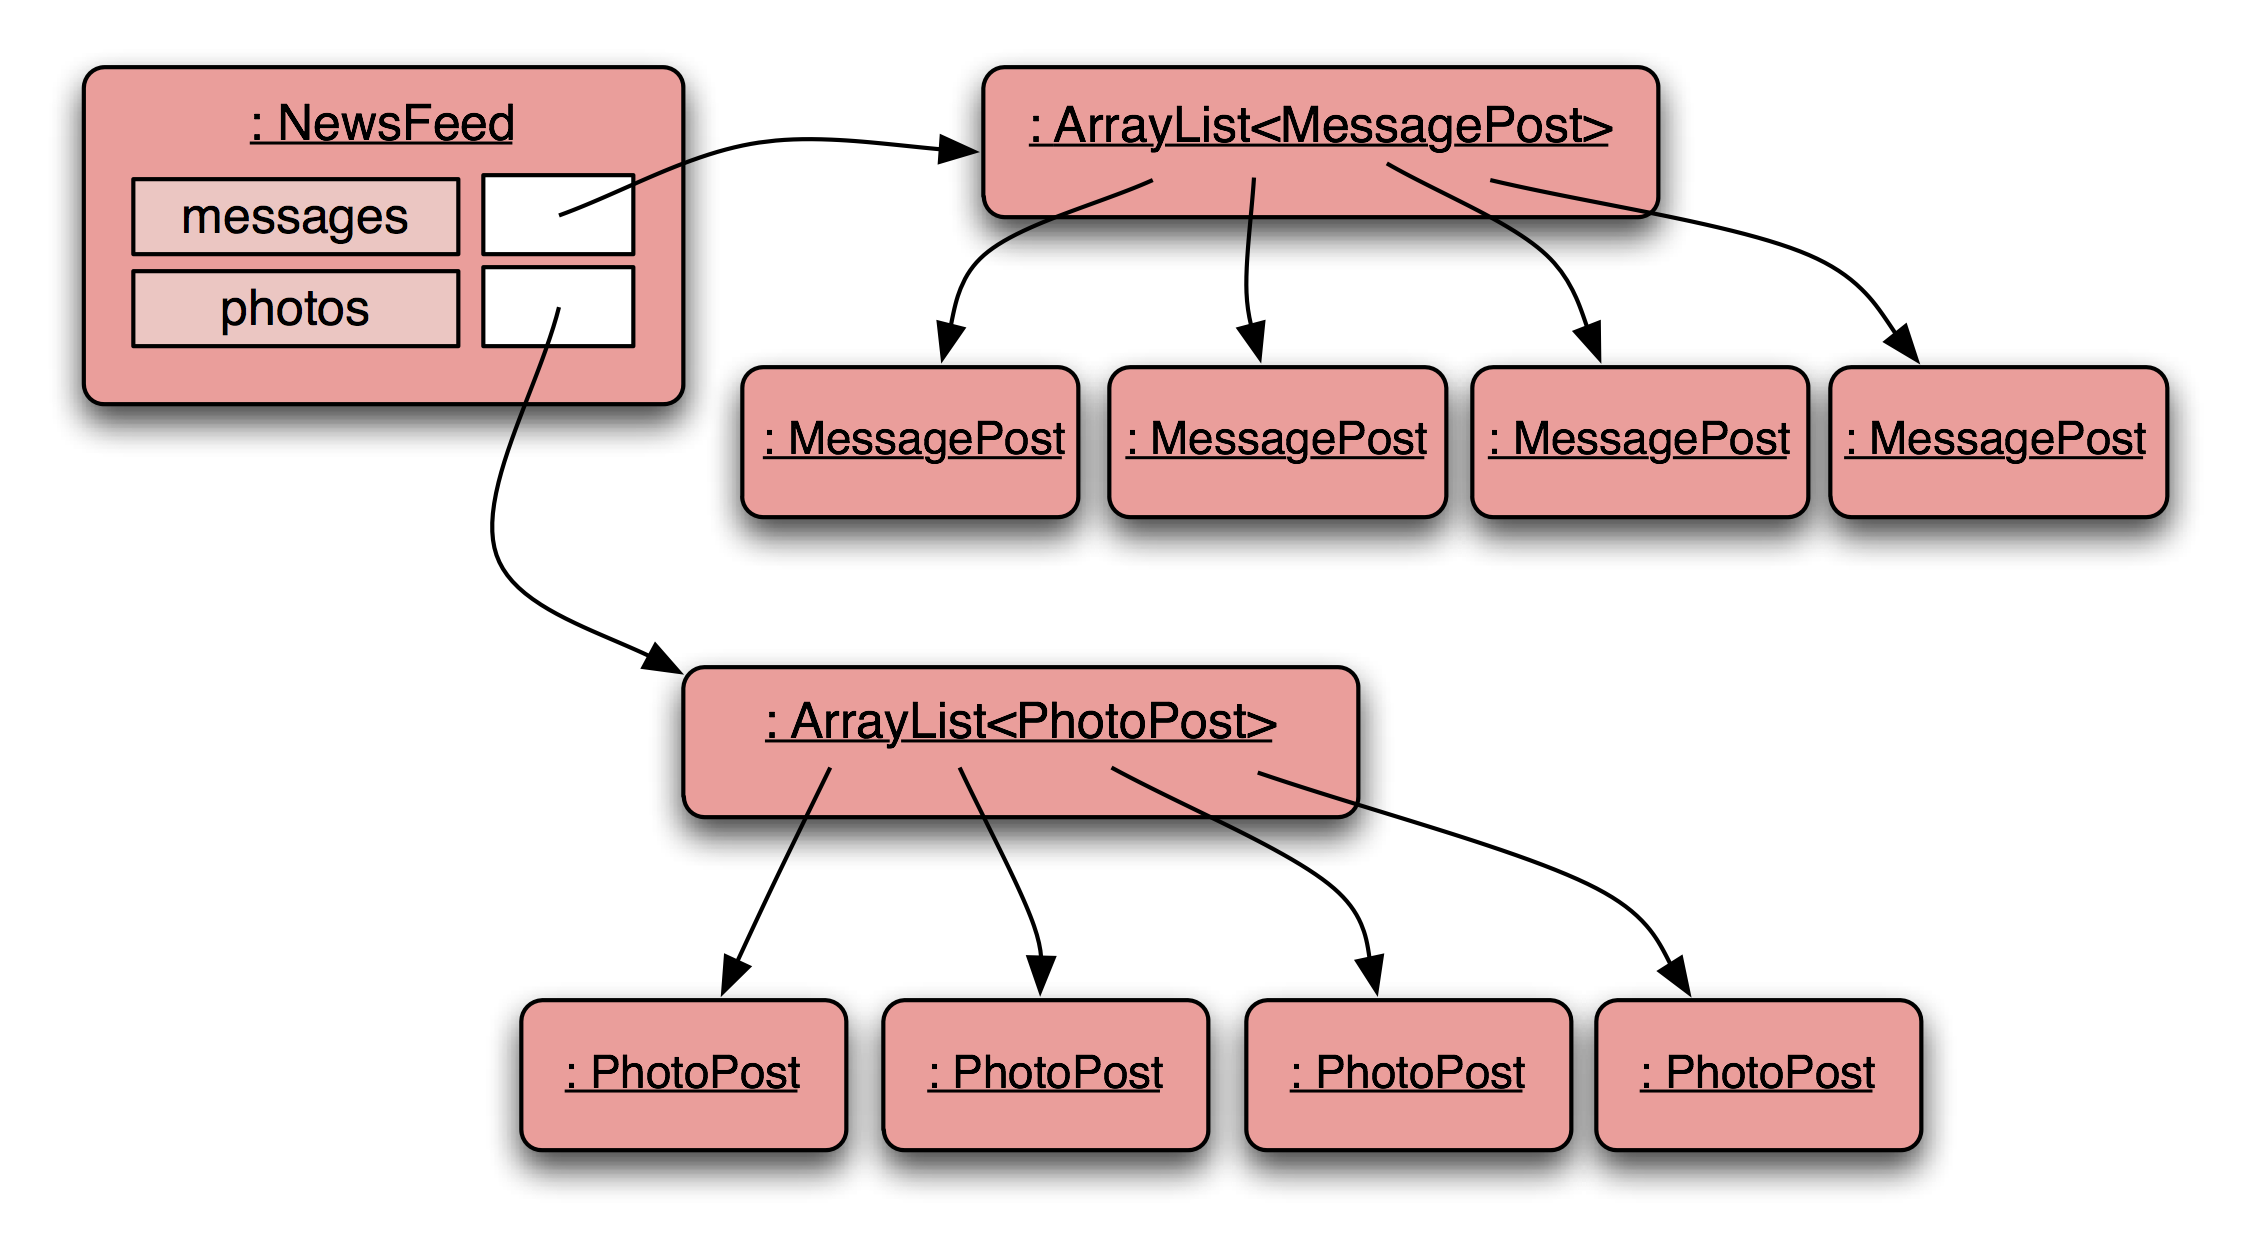 : NewsFeed
messages
photos
: ArrayList<MessagePost>
: MessagePost
: MessagePost
: MessagePost
: MessagePost
: ArrayList<PhotoPost>
: PhotoPost
: PhotoPost
: PhotoPost
: PhotoPost